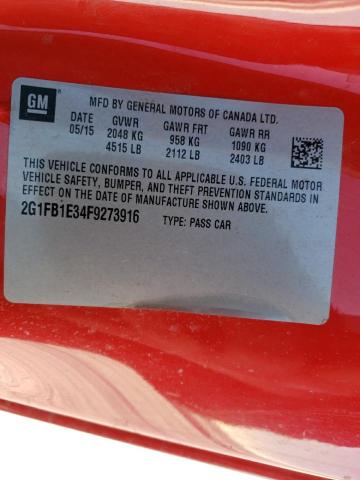 GM
MFD BY GENERAL MOTORS OF CANADA LTD.
DATE GVWR GAWR FRT GAWR RR
05/15 2048 KG 958 KG 1090 KG
4515 LB 2112 LB 2403 LB
THIS VEHICLE CONFORMS TO ALL APPLICABLE U.S. FEDERAL MOTOR
VEHICLE SAFETY, BUMPER, AND THEFT PREVENTION STANDARDS
IN EFFECT ON THE DATE OF MANUFACTURE SHOWN ABOVE.
2G1FB1E34F9273916 TYPE: PASS CAR